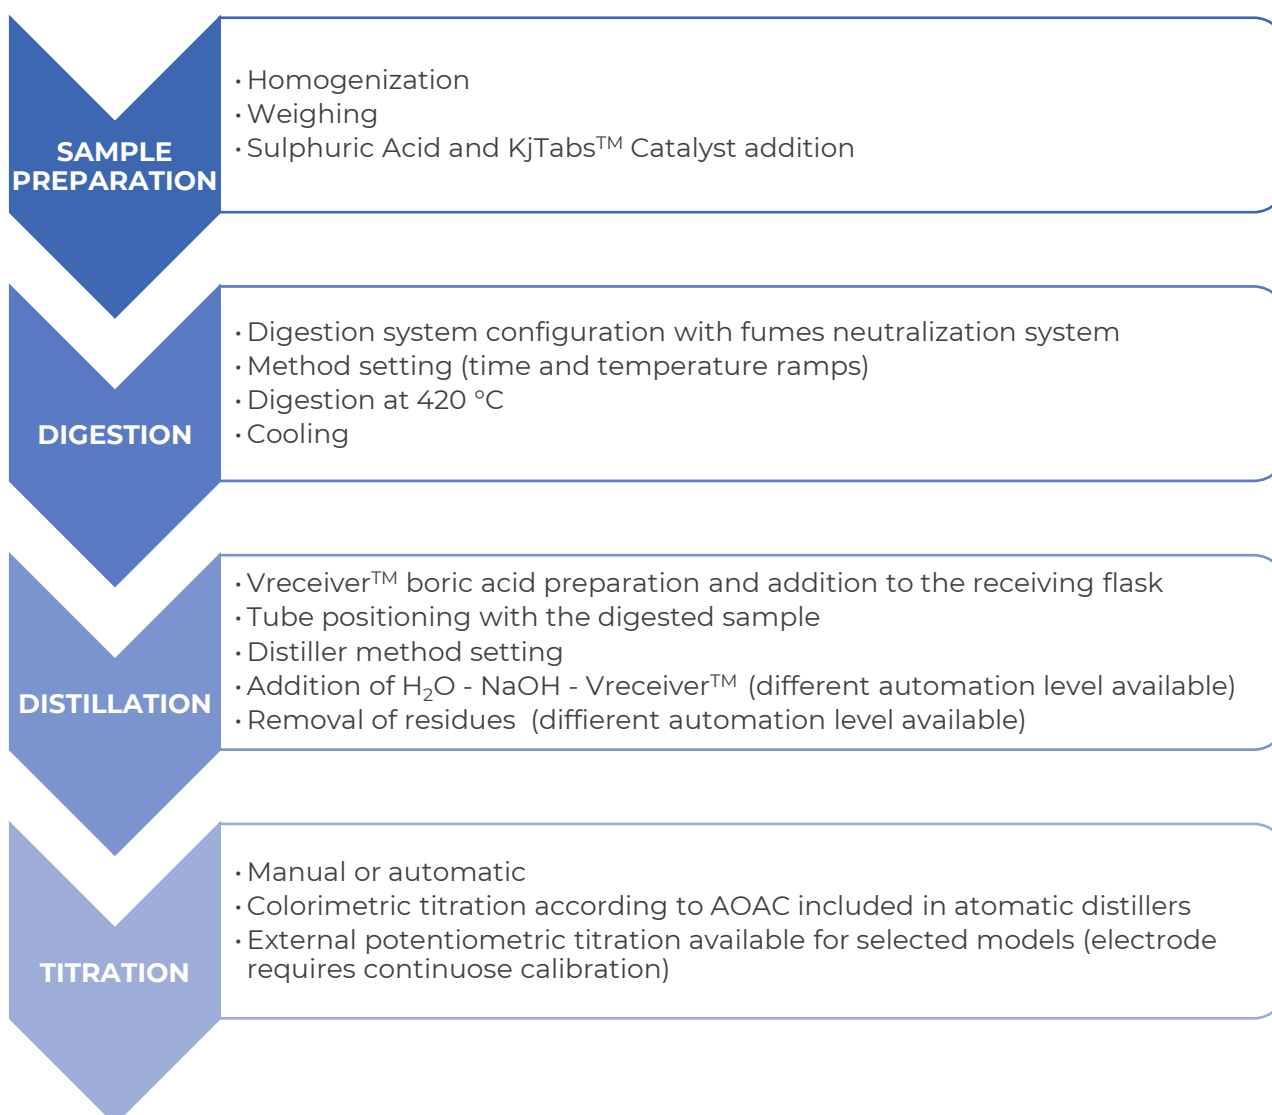 SAMPLE
PREPARATION
· Homogenization
· Weighing
· Sulphuric Acid and KjTabs™ Catalyst addition
DIGESTION
· Digestion system configuration with fumes neutralization system
· Method setting (time and temperature ramps)
· Digestion at 420 °C
· Cooling
DISTILLATION
· Vreceiver™ boric acid preparation and addition to the receiving flask
· Tube positioning with the digested sample
· Distiller method setting
· Addition of H₂O - NaOH - Vreceiver™ (different automation level available)
· Removal of residues (diffierent automation level available)
TITRATION
· Manual or automatic
· Colorimetric titration according to AOAC included in atomatic distillers
· External potentiometric titration available for selected models (electrode
requires continuose calibration)